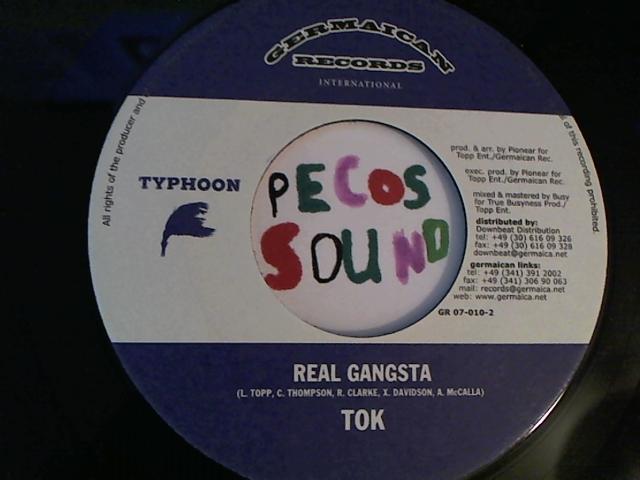 GERMAICAN
RECORDS
INTERNATIONAL
All rights of the producer and
s of this recording prohibited.
TYPHOON
PECOS
SOUND
prod. & arr. by Pionear for
Topp Ent./Germaican Rec.
exec. prod. by Pionear for
Topp Ent./Germaican Rec.
mixed & mastered by Busy
for True Busyness Prod./
Topp Ent.
distributed by:
Downbeat Distribution
tel: +49 (30) 616 09 326
fax: +49 (30) 616 09 328
downbeat@germaica.net
germaican links:
tel: +49 (341) 391 2002
fax: +49 (341) 306 90 063
mail: records@germaica.net
web: www.germaica.net
GR 07-010-2
REAL GANGSTA
(L. TOPP, C. THOMPSON, R. CLARKE, X. DAVIDSON, A. McCALLA)
TOK